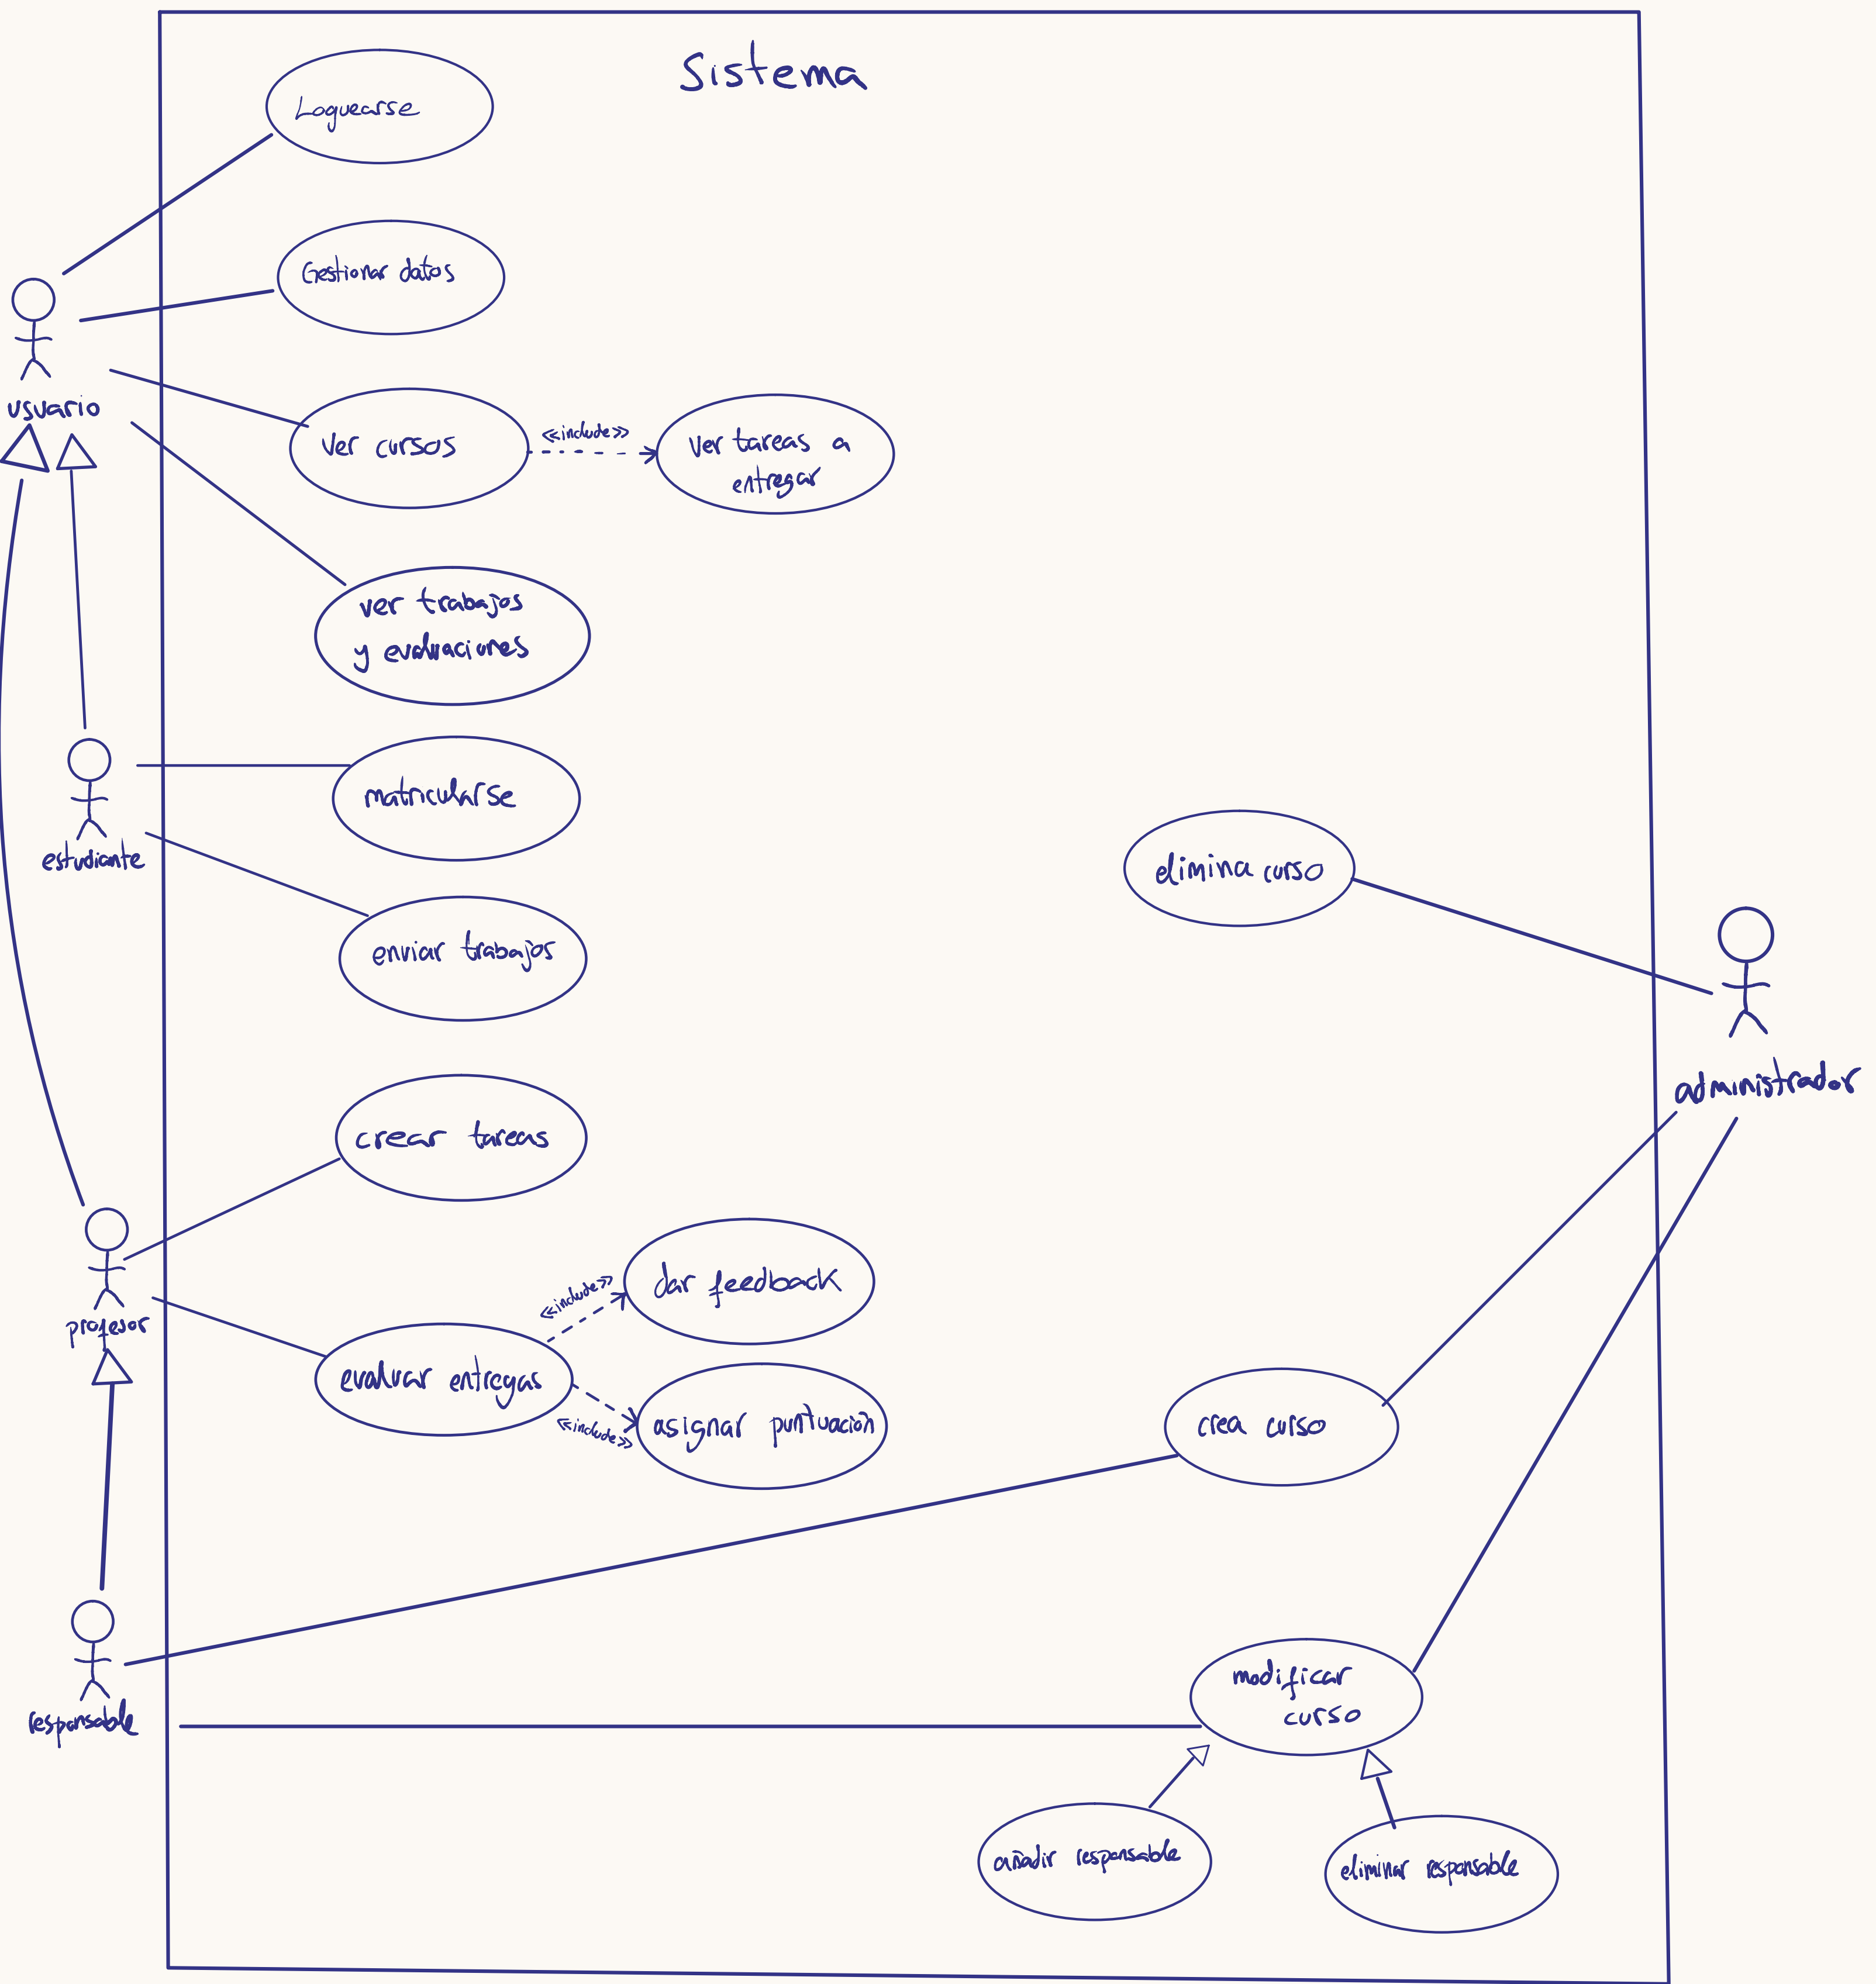 Sistema
Loguearse
Gestionar datos
usuario
ver cursos
<<include>>
ver tareas a
entregar
ver trabajos
y evaluaciones
matricularse
estudiante
enviar trabajos
elimina curso
administrador
crear tareas
profesor
<<include>>
dar feedback
evaluar entregas
<<include>>
asignar puntuación
crea curso
responsable
modificar
curso
añadir responsable
eliminar responsable